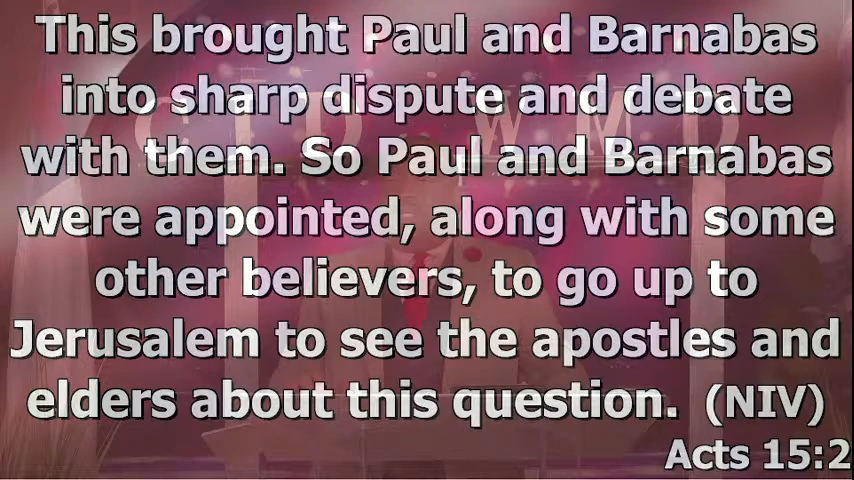 This brought Paul and Barnabas
into sharp dispute and debate
with them. So Paul and Barnabas
were appointed, along with some
other believers, to go up to
Jerusalem to see the apostles and
elders about this question. (NIV)
Acts 15:2